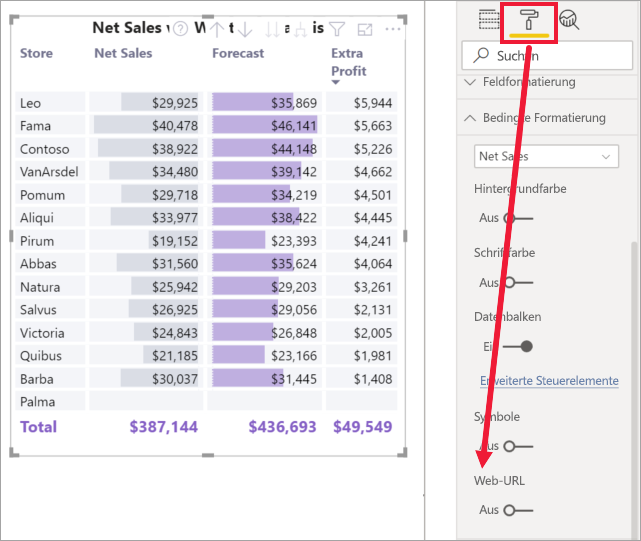 Net Sales
Store Net Sales Forecast Extra Profit
Leo $29,925 $35,869 $5,944
Fama $40,478 $46,141 $5,663
Contoso $38,922 $44,148 $5,226
VanArsdel $34,480 $39,142 $4,662
Pomum $29,718 $34,219 $4,501
Aliqui $33,977 $38,422 $4,445
Pirum $19,152 $23,393 $4,241
Abbas $31,560 $35,624 $4,064
Natura $25,942 $29,203 $3,261
Salvus $26,925 $29,056 $2,131
Victoria $24,843 $26,848 $2,005
Quibus $21,185 $23,166 $1,981
Barba $30,037 $31,445 $1,408
Palma
Total $387,144 $436,693 $49,549
Suchen
Feldformatierung
Bedingte Formatierung
Net Sales
Hintergrundfarbe
Aus
Schriftfarbe
Aus
Datenbalken
Ein
Erweiterte Steuerelemente
Symbole
Aus
Web-URL
Aus